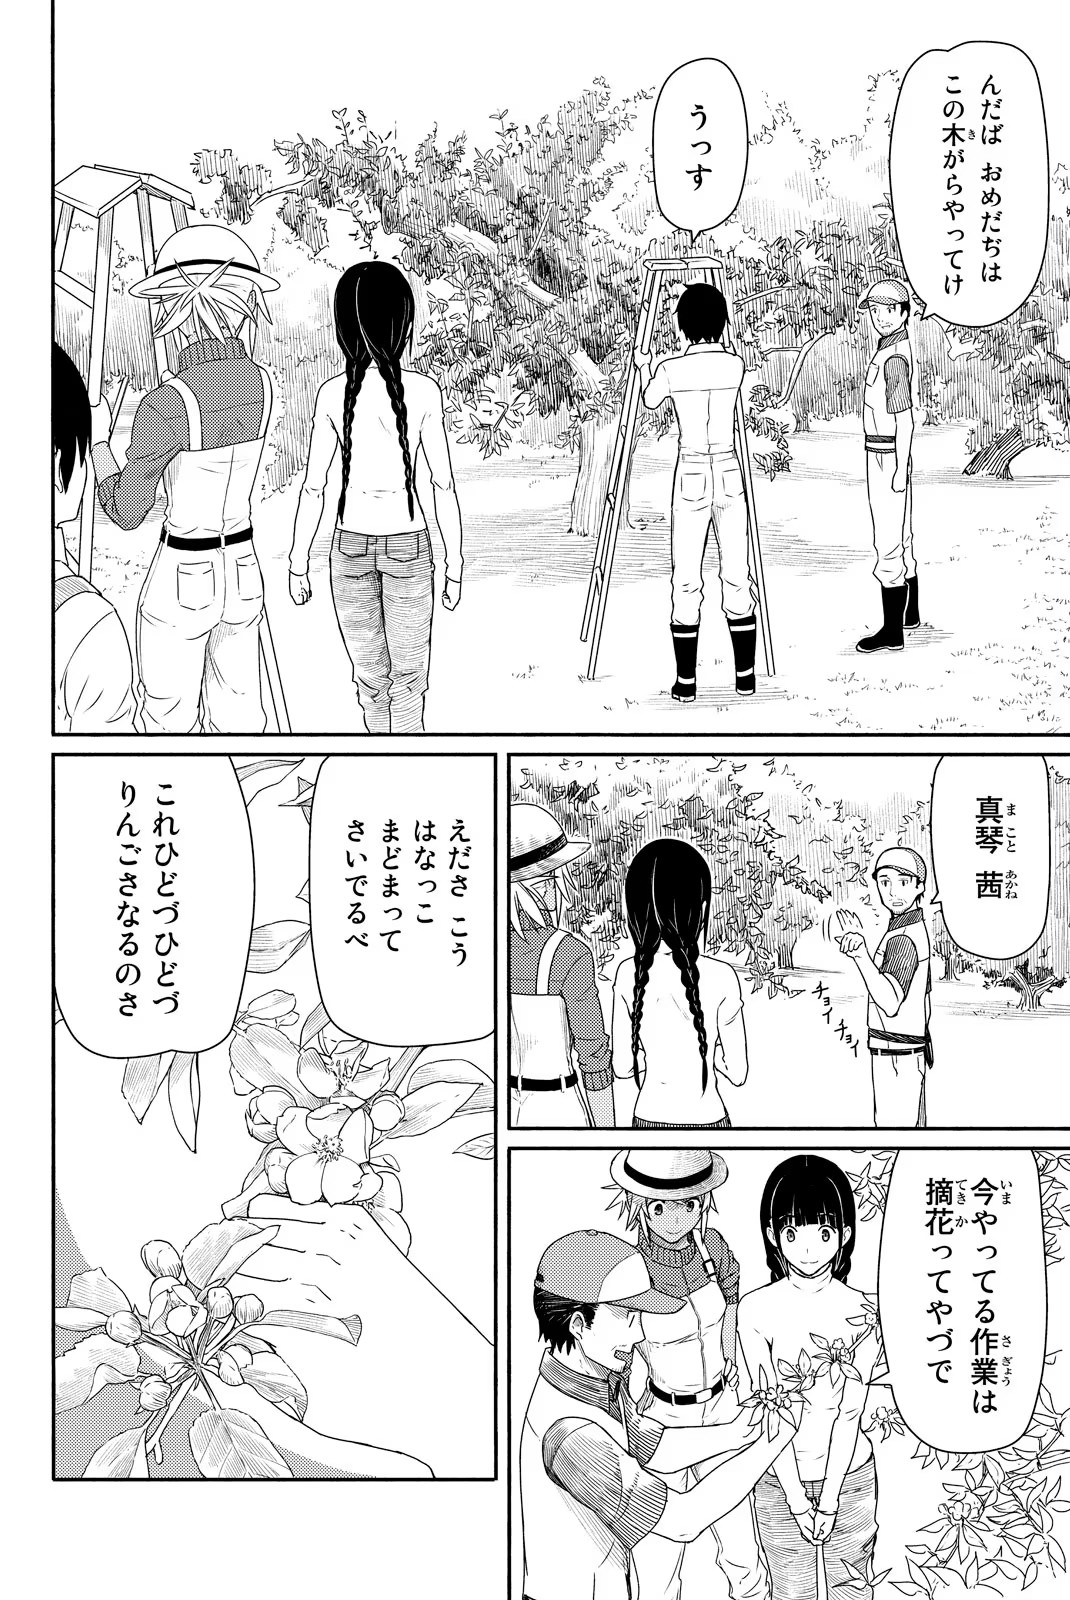 んだば おめだぢは
この木がらやってけ
うっす
真琴 茜
チョイ
チョイ
今やってる作業は
摘花ってやづで
えださ こう
はなっこ
まどまって
さいでるべ
これひどづひどづ
りんごさなるのさ